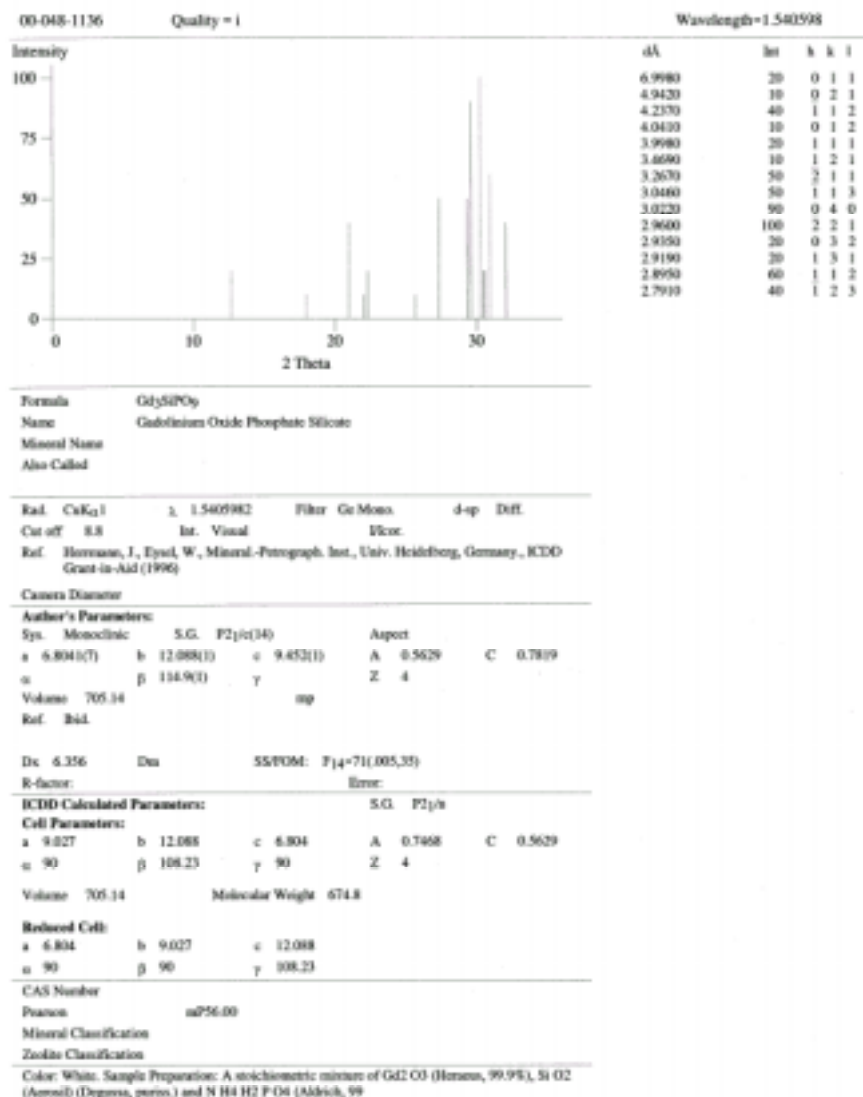 00-048-1136 Quality = i Wavelength=1.540598
Intensity
100
75
50
25
0
0 10 20 30
2 Theta
dÅ Int h k l
6.9980 20 0 1 1
4.9420 10 0 2 1
4.2370 40 1 1 2
4.0410 10 0 1 2
3.9980 20 1 1 1
3.4690 10 1 2 1
3.2670 50 2 1 1
3.0460 50 1 1 3
3.0220 90 0 4 0
2.9600 100 2 2 1
2.9350 20 0 3 2
2.9190 20 1 3 1
2.8950 60 1 1 2
2.7910 40 1 2 3
Formula Gd3SiPO9
Name Gadolinium Oxide Phosphate Silicate
Mineral Name
Also Called
Rad. CuKα1 λ 1.5405982 Filter Ge Mono. d-sp Diff.
Cut off 8.8 Int. Visual I/Icor.
Ref. Hermann, J., Eysel, W., Mineral.-Petrograph. Inst., Univ. Heidelberg, Germany., ICDD
Grant-in-Aid (1996)
Camera Diameter
Author's Parameters:
Sys. Monoclinic S.G. P21/c(14) Aspect
a 6.8041(7) b 12.088(1) c 9.452(1) A 0.5629 C 0.7819
α β 114.9(1) γ Z 4
Volume 705.14 mp
Ref. Ibid.
Dx 6.356 Dm SS/FOM: F14=71(.005,35)
R-factor: Error:
ICDD Calculated Parameters: S.G. P21/n
Cell Parameters:
a 9.027 b 12.088 c 6.804 A 0.7468 C 0.5629
α 90 β 108.23 γ 90 Z 4
Volume 705.14 Molecular Weight 674.8
Reduced Cell:
a 6.804 b 9.027 c 12.088
α 90 β 90 γ 108.23
CAS Number
Pearson mP56.00
Mineral Classification
Zeolite Classification
Color: White. Sample Preparation: A stoichiometric mixture of Gd2 O3 (Heraeus, 99.9%), Si O2
(Aerosil) (Degussa, puriss.) and N H4 H2 P O4 (Aldrich, 99